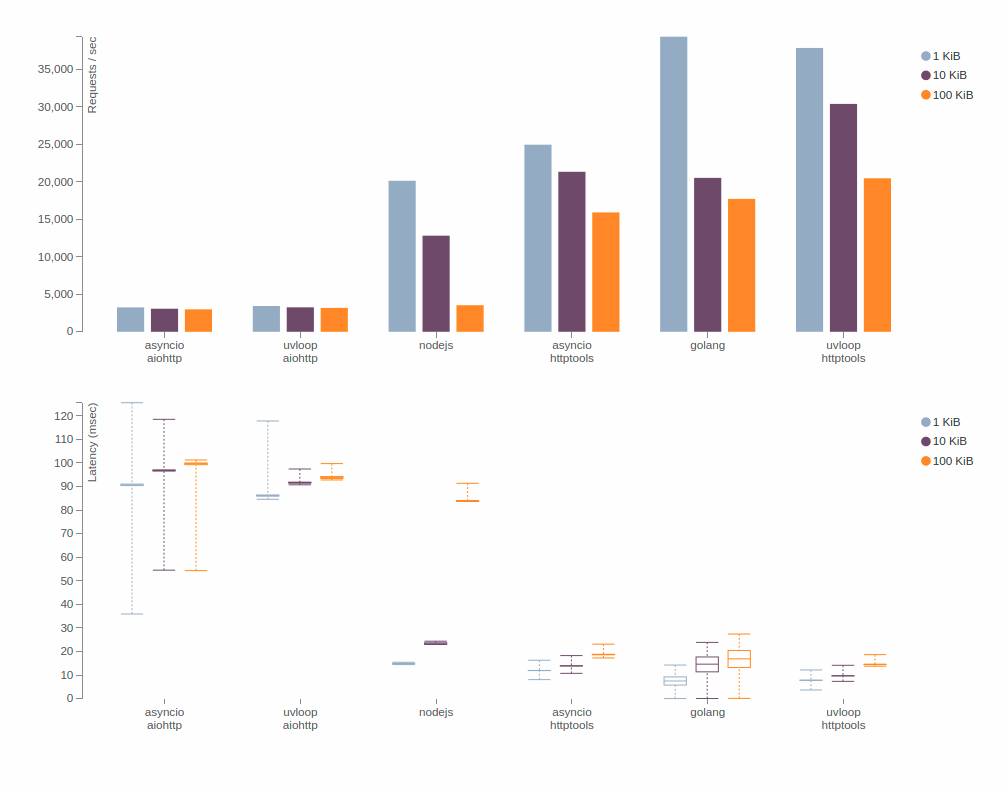 Requests / sec
35,000
30,000
25,000
20,000
15,000
10,000
5,000
0
asyncio
aiohttp
uvloop
aiohttp
nodejs
asyncio
httptools
golang
uvloop
httptools
1 KiB
10 KiB
100 KiB
Latency (msec)
120
110
100
90
80
70
60
50
40
30
20
10
0
asyncio
aiohttp
uvloop
aiohttp
nodejs
asyncio
httptools
golang
uvloop
httptools
1 KiB
10 KiB
100 KiB